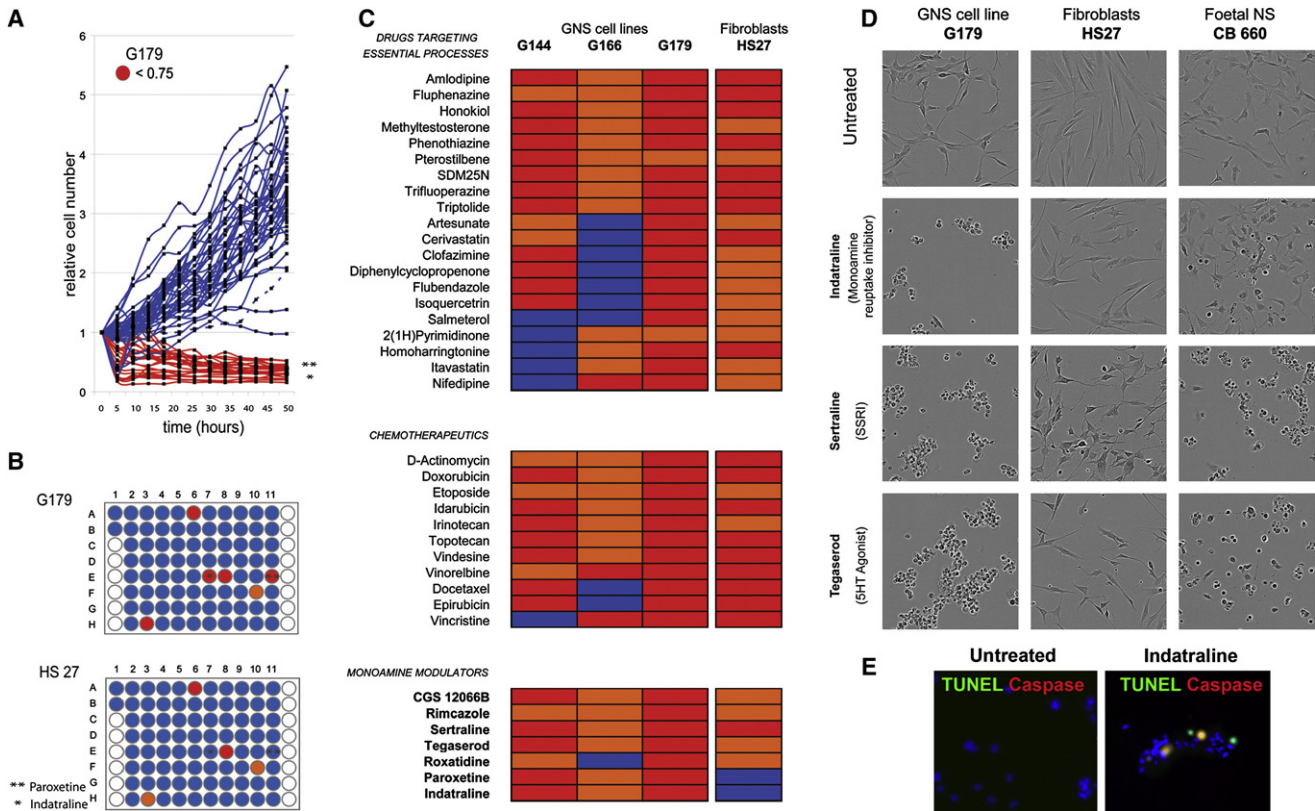 A
G179
< 0.75
6
5
4
3
2
1
0
relative cell number
**
*
0 5 10 15 20 25 30 35 40 45 50
time (hours)
B
G179
1 2 3 4 5 6 7 8 9 10 11
A
B
C
D
E * **
F
G
H
HS 27
1 2 3 4 5 6 7 8 9 10 11
A
B
C
D
E * **
F
G
H
** Paroxetine
* Indatraline
C
DRUGS TARGETING
ESSENTIAL PROCESSES
GNS cell lines
G144 G166 G179
Fibroblasts
HS27
Amlodipine
Fluphenazine
Honokiol
Methyltestosterone
Phenothiazine
Pterostilbene
SDM25N
Trifluoperazine
Triptolide
Artesunate
Cerivastatin
Clofazimine
Diphenylcyclopropenone
Flubendazole
Isoquercetrin
Salmeterol
2(1H)Pyrimidinone
Homoharringtonine
Itavastatin
Nifedipine
CHEMOTHERAPEUTICS
D-Actinomycin
Doxorubicin
Etoposide
Idarubicin
Irinotecan
Topotecan
Vindesine
Vinorelbine
Docetaxel
Epirubicin
Vincristine
MONOAMINE MODULATORS
CGS 12066B
Rimcazole
Sertraline
Tegaserod
Roxatidine
Paroxetine
Indatraline
D
GNS cell line
G179
Fibroblasts
HS27
Foetal NS
CB 660
Untreated
Indatraline
(Monoamine
reuptake inhibitor)
Sertraline
(SSRI)
Tegaserod
(5HT Agonist)
E
Untreated
TUNEL Caspase
Indatraline
TUNEL Caspase